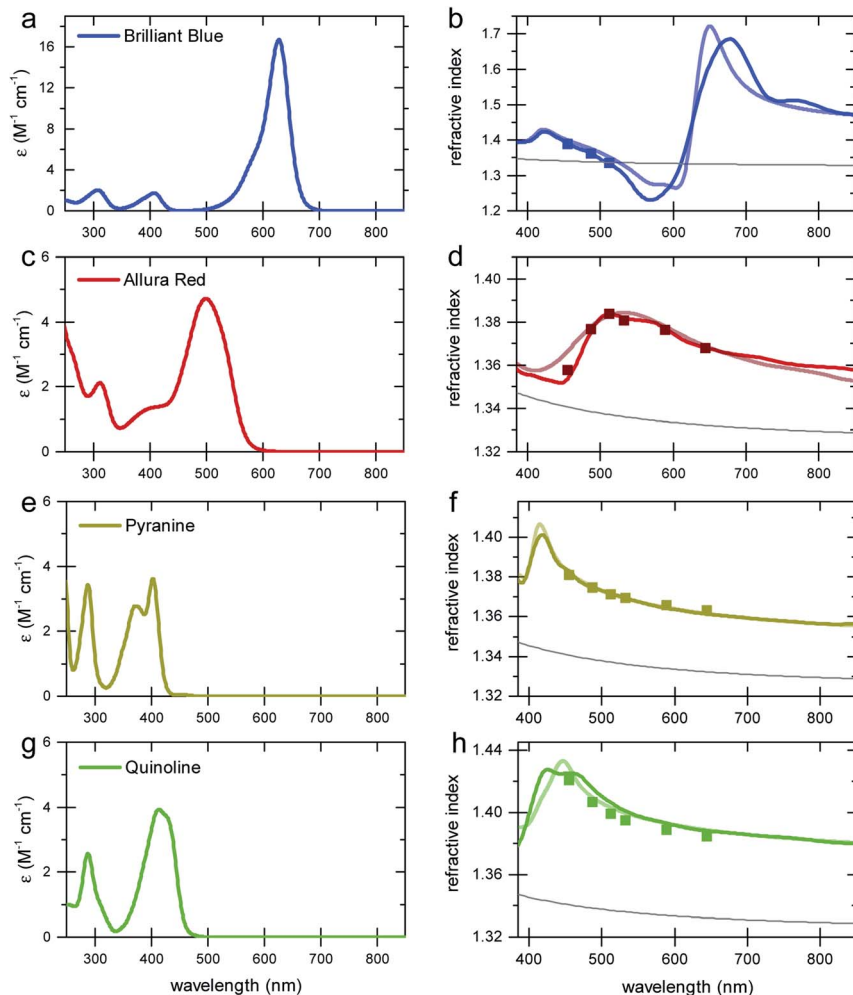 a
Brilliant Blue
ε (M⁻¹ cm⁻¹)
16
12
8
4
0
300 400 500 600 700 800
b
refractive index
1.7
1.6
1.5
1.4
1.3
1.2
400 500 600 700 800
c
Allura Red
ε (M⁻¹ cm⁻¹)
6
4
2
0
300 400 500 600 700 800
d
refractive index
1.40
1.38
1.36
1.34
1.32
400 500 600 700 800
e
Pyranine
ε (M⁻¹ cm⁻¹)
6
4
2
0
300 400 500 600 700 800
f
refractive index
1.40
1.38
1.36
1.34
1.32
400 500 600 700 800
g
Quinoline
ε (M⁻¹ cm⁻¹)
6
4
2
0
300 400 500 600 700 800
wavelength (nm)
h
refractive index
1.44
1.40
1.36
1.32
400 500 600 700 800
wavelength (nm)